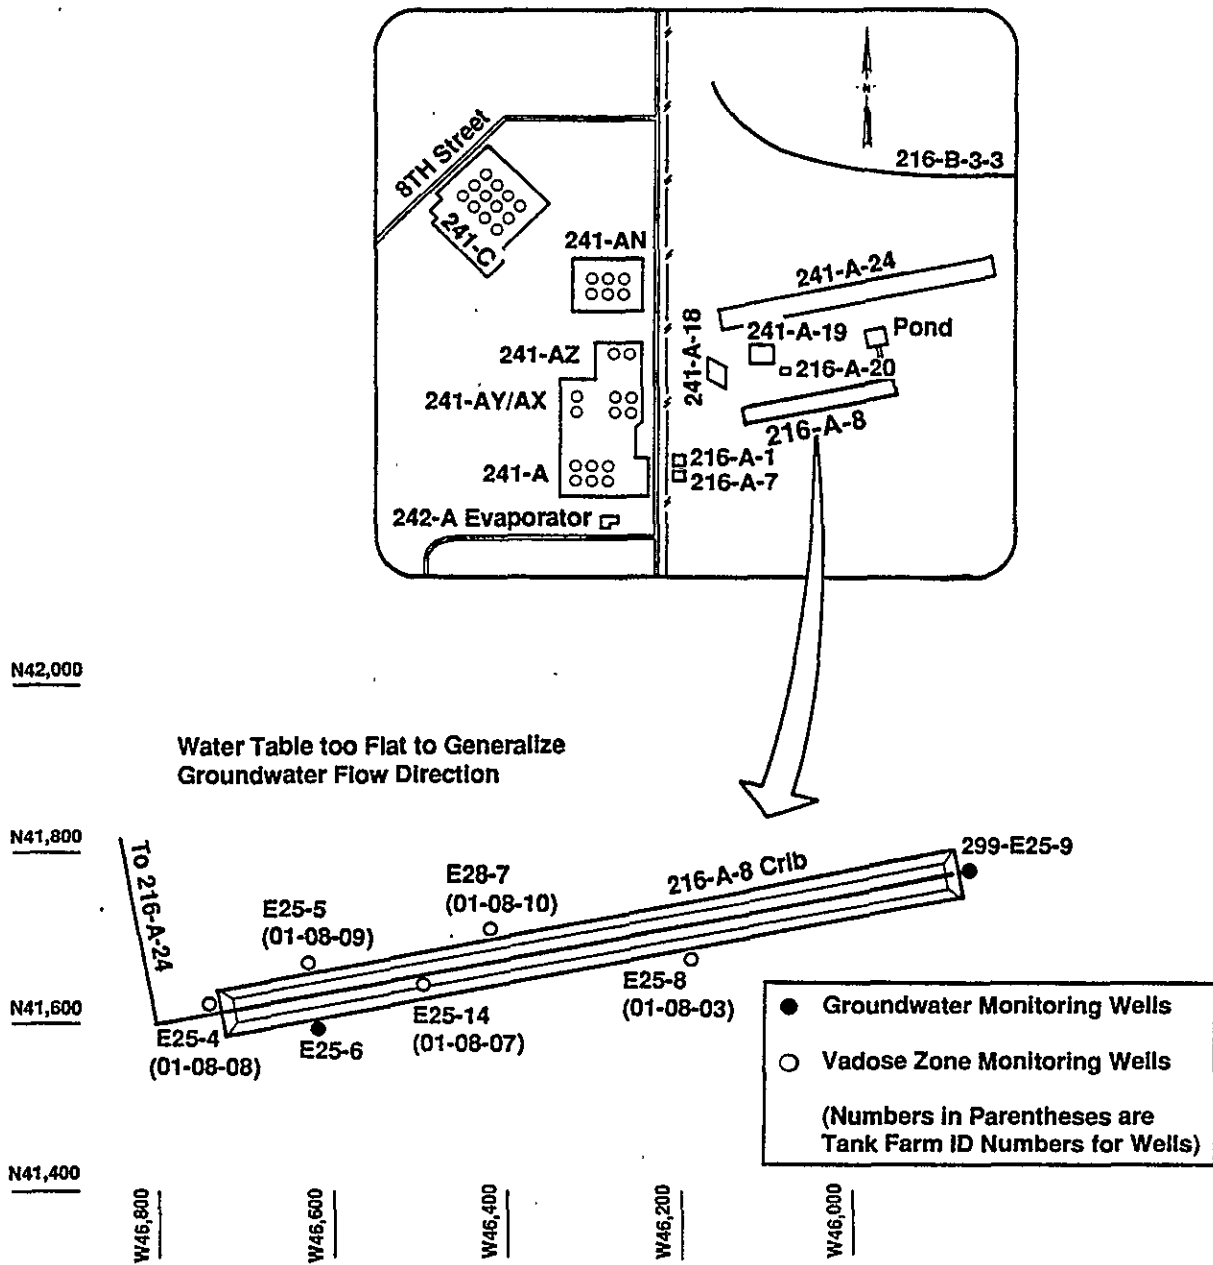 N
8TH Street
216-B-3-3
241-C
241-AN
241-A-24
241-A-18
241-A-19
Pond
241-AZ
216-A-20
241-AY/AX
216-A-8
216-A-1
241-A
216-A-7
242-A Evaporator
N42,000
Water Table too Flat to Generalize
Groundwater Flow Direction
N41,800
To 216-A-24
299-E25-9
216-A-8 Crib
E28-7
(01-08-10)
E25-5
(01-08-09)
E25-8
(01-08-03)
N41,600
E25-4
(01-08-08)
E25-6
E25-14
(01-08-07)
Groundwater Monitoring Wells
Vadose Zone Monitoring Wells
(Numbers in Parentheses are
Tank Farm ID Numbers for Wells)
N41,400
W46,800
W46,600
W46,400
W46,200
W46,000